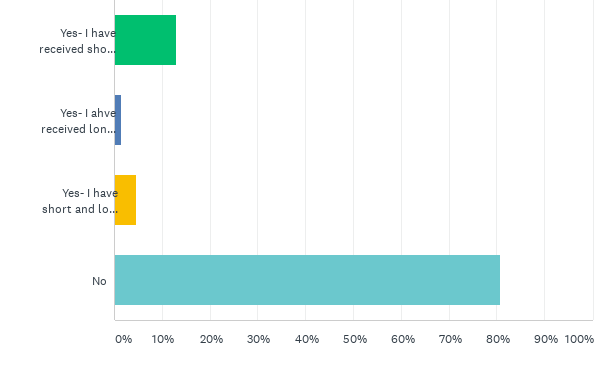 Yes- I have
received sho...
Yes- I ahve
received lon...
Yes- I have
short and lo...
No
0% 10% 20% 30% 40% 50% 60% 70% 80% 90% 100%